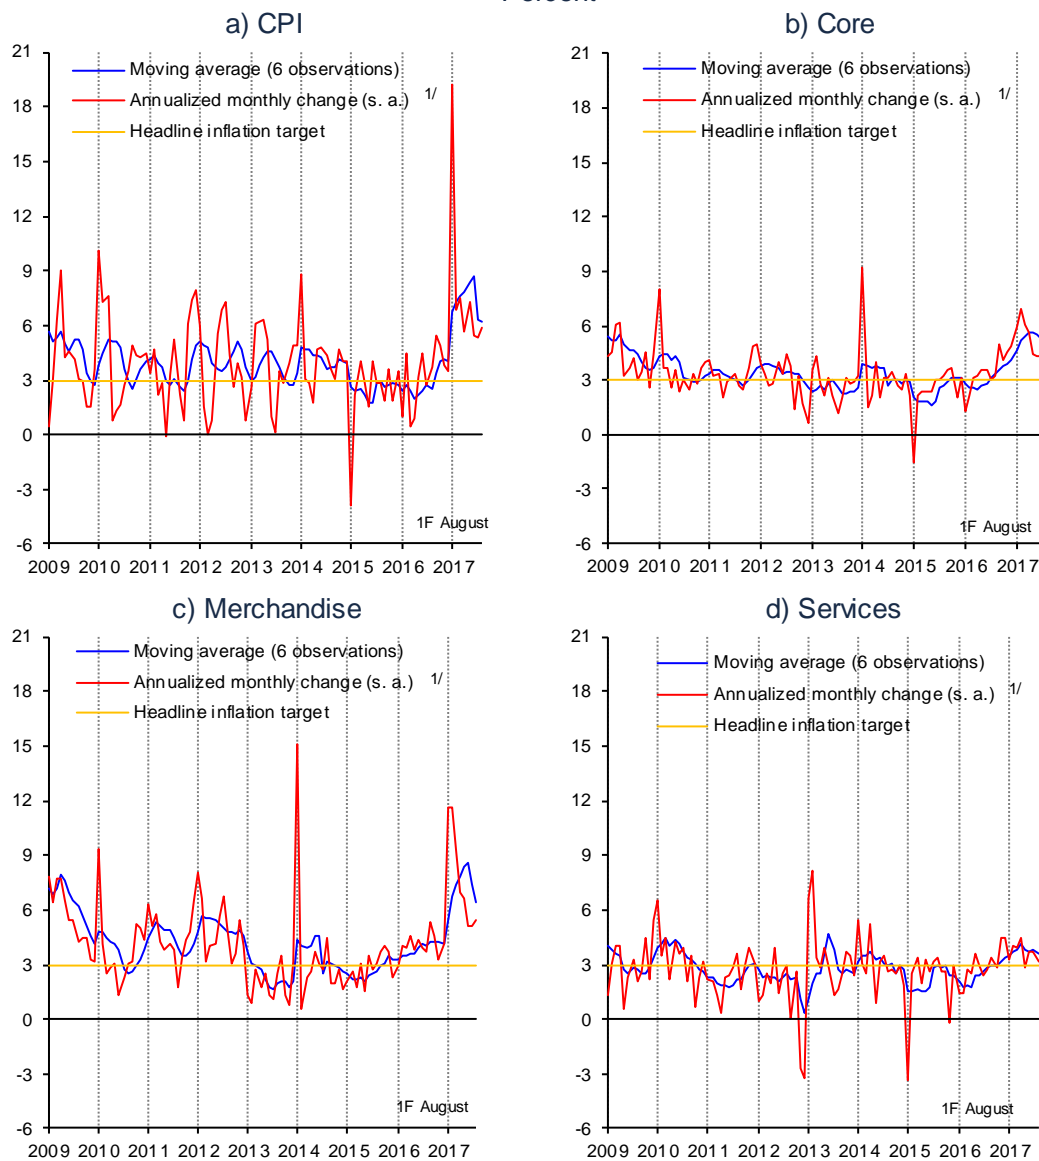 Percent
a) CPI
21
18
15
12
9
6
3
0
-3
-6
Moving average (6 observations)
Annualized monthly change (s. a.) 1/
Headline inflation target
1F August
2009 2010 2011 2012 2013 2014 2015 2016 2017
b) Core
21
18
15
12
9
6
3
0
-3
-6
Moving average (6 observations)
Annualized monthly change (s. a.) 1/
Headline inflation target
1F August
2009 2010 2011 2012 2013 2014 2015 2016 2017
c) Merchandise
21
18
15
12
9
6
3
0
-3
-6
Moving average (6 observations)
Annualized monthly change (s. a.) 1/
Headline inflation target
1F August
2009 2010 2011 2012 2013 2014 2015 2016 2017
d) Services
21
18
15
12
9
6
3
0
-3
-6
Moving average (6 observations)
Annualized monthly change (s. a.) 1/
Headline inflation target
1F August
2009 2010 2011 2012 2013 2014 2015 2016 2017